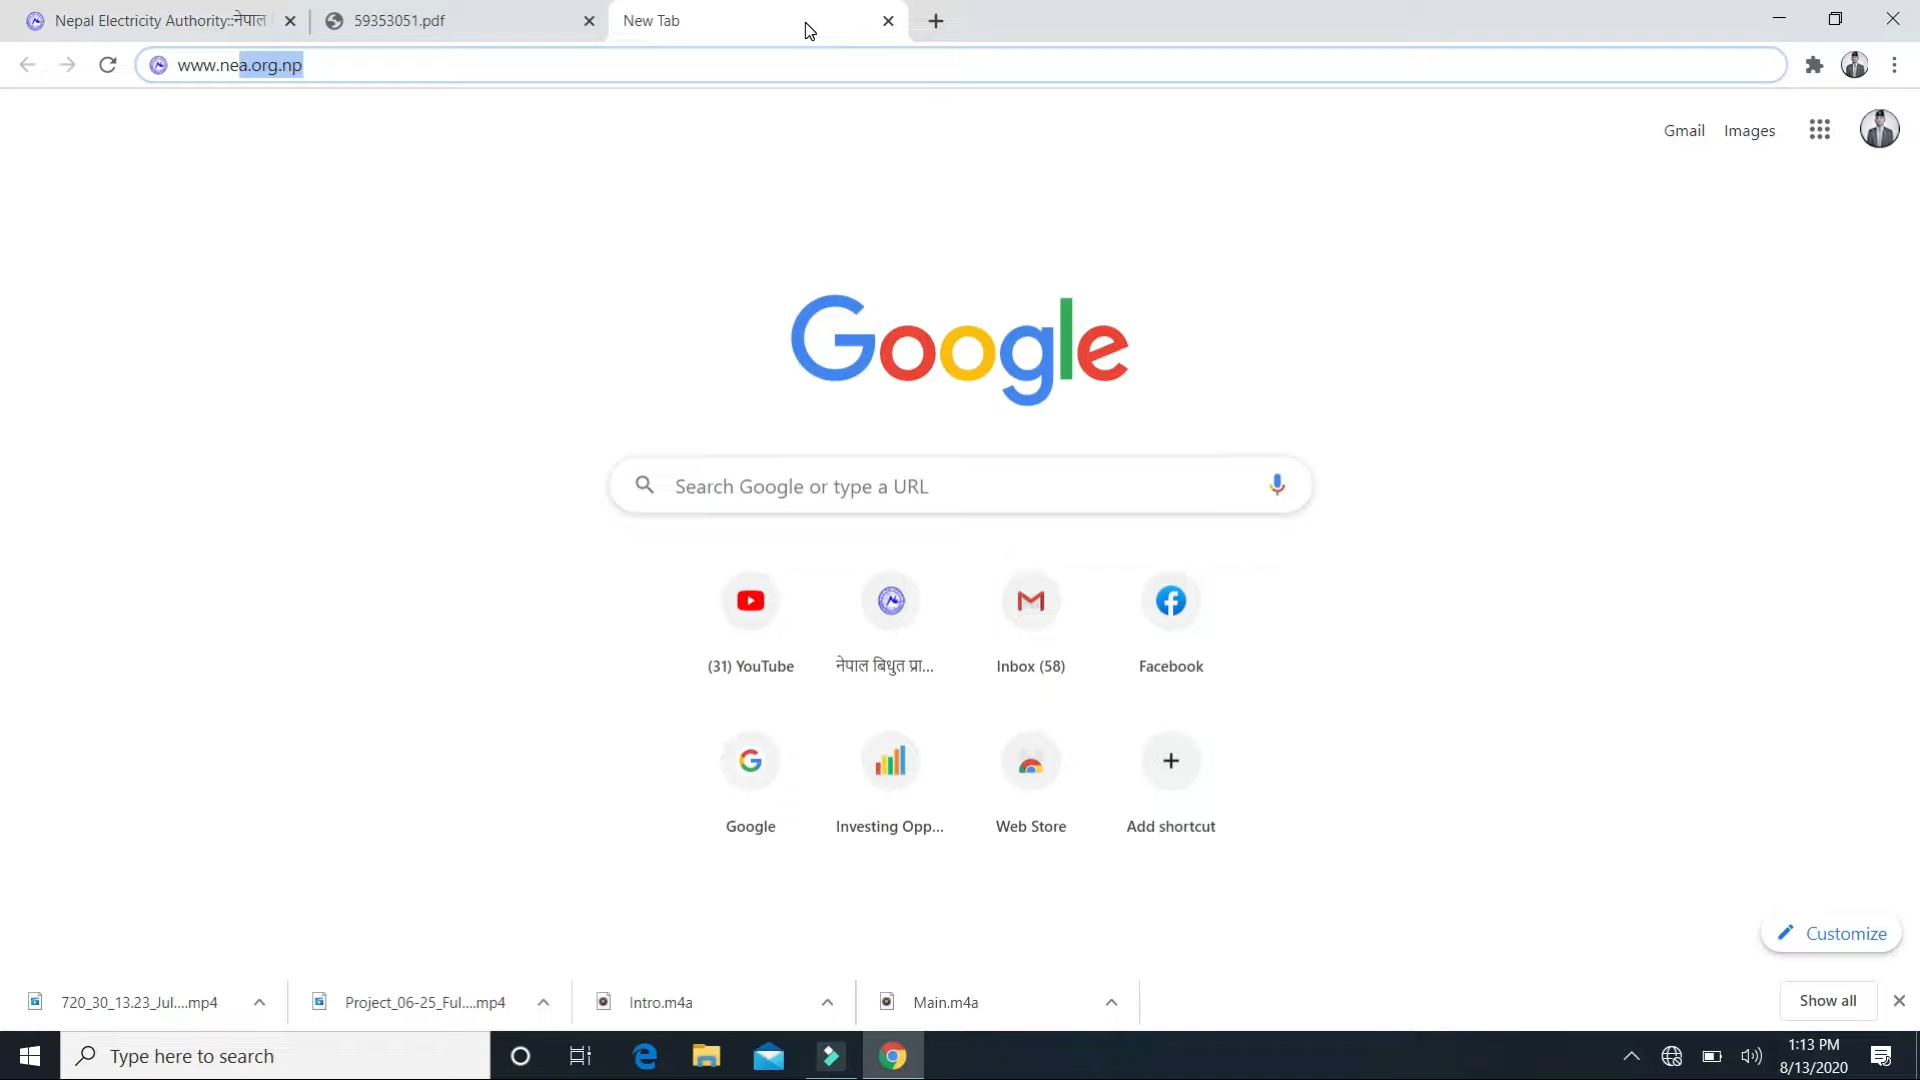 Nepal Electricity Authority::नेपाल
59353051.pdf
New Tab
www.nea.org.np
Gmail
Images
Google
Search Google or type a URL
(31) YouTube
नेपाल बिधुत प्रा...
Inbox (58)
Facebook
Google
Investing Opp...
Web Store
Add shortcut
Customize
720_30_13.23_Jul....mp4
Project_06-25_Ful....mp4
Intro.m4a
Main.m4a
Show all
Type here to search
1:13 PM
8/13/2020